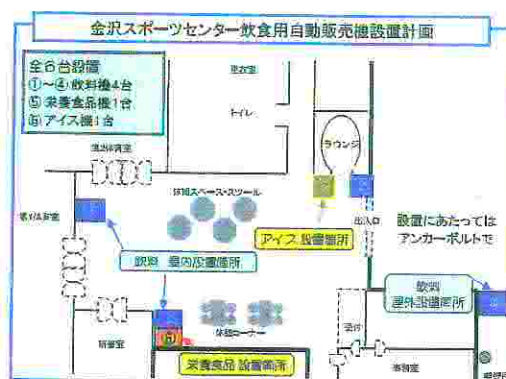 金沢スポーツセンター飲食用自動販売機設置計画
全6台設置
①～④飲料機4台
⑤栄養食品機1台
⑥アイス機1台
更衣室
トイレ
ラウンジ
休憩スペース・スツール
出入口
設置にあたっては
アンカーボルトで
アイス 設置箇所
飲料 屋内設置箇所
飲料
屋外設置箇所
休憩コーナー
研修室
⑤
受付
事務室
栄養食品 設置箇所